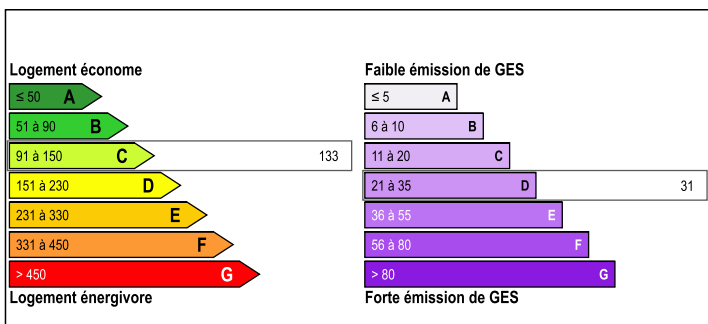 Logement économe
≤ 50 A
51 à 90 B
91 à 150 C 133
151 à 230 D
231 à 330 E
331 à 450 F
> 450 G
Logement énergivore
Faible émission de GES
≤ 5 A
6 à 10 B
11 à 20 C
21 à 35 D 31
36 à 55 E
56 à 80 F
> 80 G
Forte émission de GES